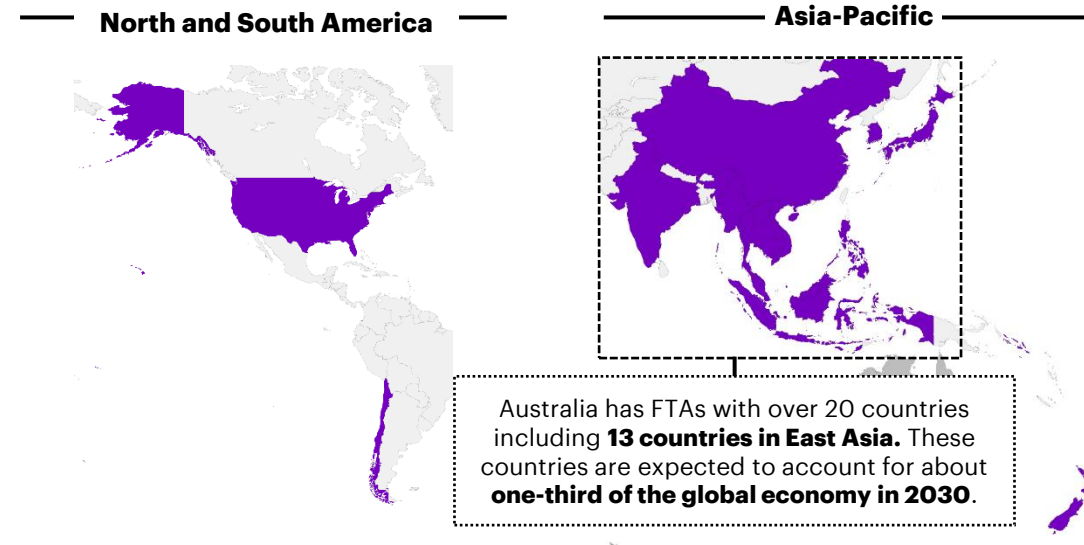 North and South America
Asia-Pacific
Australia has FTAs with over 20 countries
including 13 countries in East Asia. These
countries are expected to account for about
one-third of the global economy in 2030.